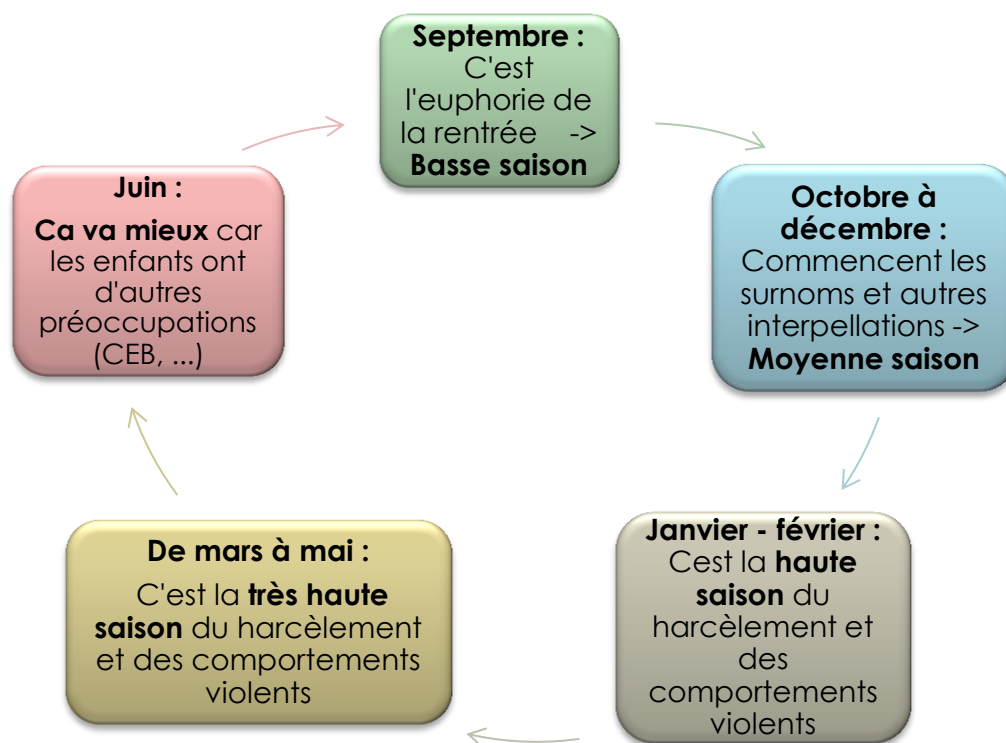 Septembre :
C'est
l'euphorie de
la rentrée ->
Basse saison
Octobre à
décembre :
Commencent les
surnoms et autres
interpellations ->
Moyenne saison
Janvier - février :
Cest la haute
saison du
harcèlement et
des
comportements
violents
De mars à mai :
C'est la très haute
saison du harcèlement
et des comportements
violents
Juin :
Ca va mieux car
les enfants ont
d'autres
préoccupations
(CEB, ...)